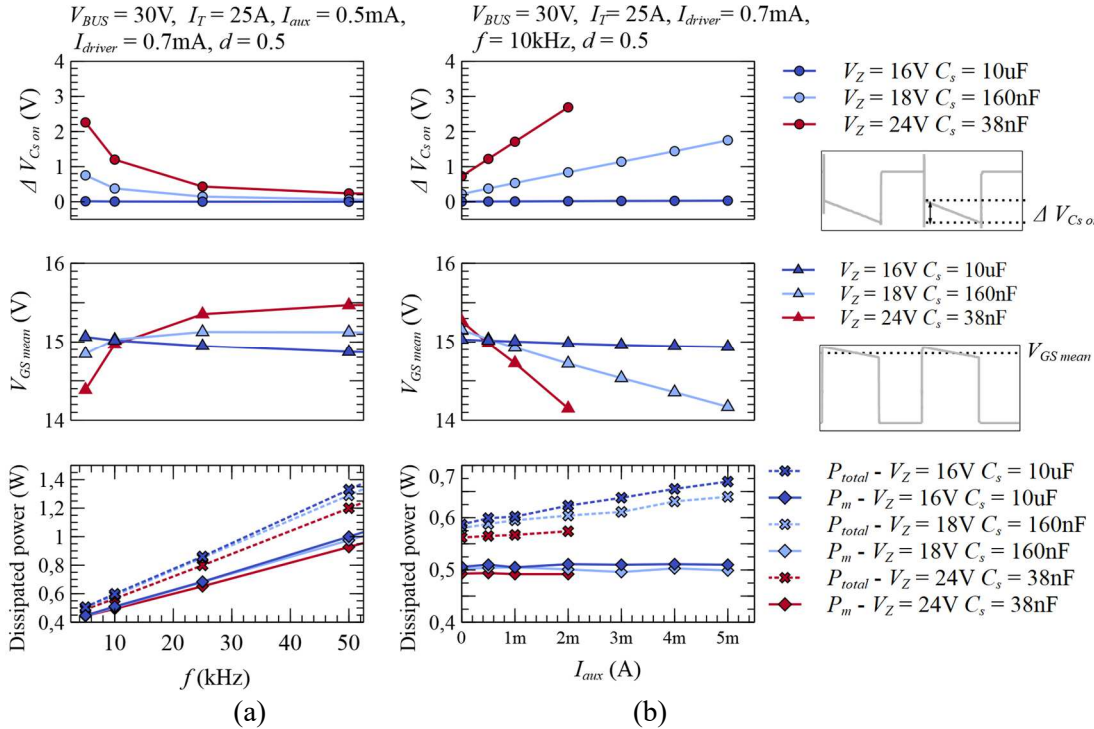 V_BUS = 30V, I_T = 25A, I_aux = 0.5mA,
I_driver = 0.7mA, d = 0.5
V_BUS = 30V, I_T = 25A, I_driver = 0.7mA,
f = 10kHz, d = 0.5
Δ V_Cs on (V)
4
3
2
1
0
Δ V_Cs on (V)
4
3
2
1
0
V_Z = 16V C_s = 10uF
V_Z = 18V C_s = 160nF
V_Z = 24V C_s = 38nF
Δ V_Cs o
V_GS mean (V)
16
15.5
15
14
V_GS mean (V)
16
15.5
15
14
V_Z = 16V C_s = 10uF
V_Z = 18V C_s = 160nF
V_Z = 24V C_s = 38nF
V_GS mean
Dissipated power (W)
1,4
1,2
1
0,8
0,6
0,4
0 10 20 30 40 50
f (kHz)
Dissipated power (W)
0,7
0,6
0,5
0,4
0 1m 2m 3m 4m 5m
I_aux (A)
P_total - V_Z = 16V C_s = 10uF
P_m - V_Z = 16V C_s = 10uF
P_total - V_Z = 18V C_s = 160nF
P_m - V_Z = 18V C_s = 160nF
P_total - V_Z = 24V C_s = 38nF
P_m - V_Z = 24V C_s = 38nF
(a)
(b)